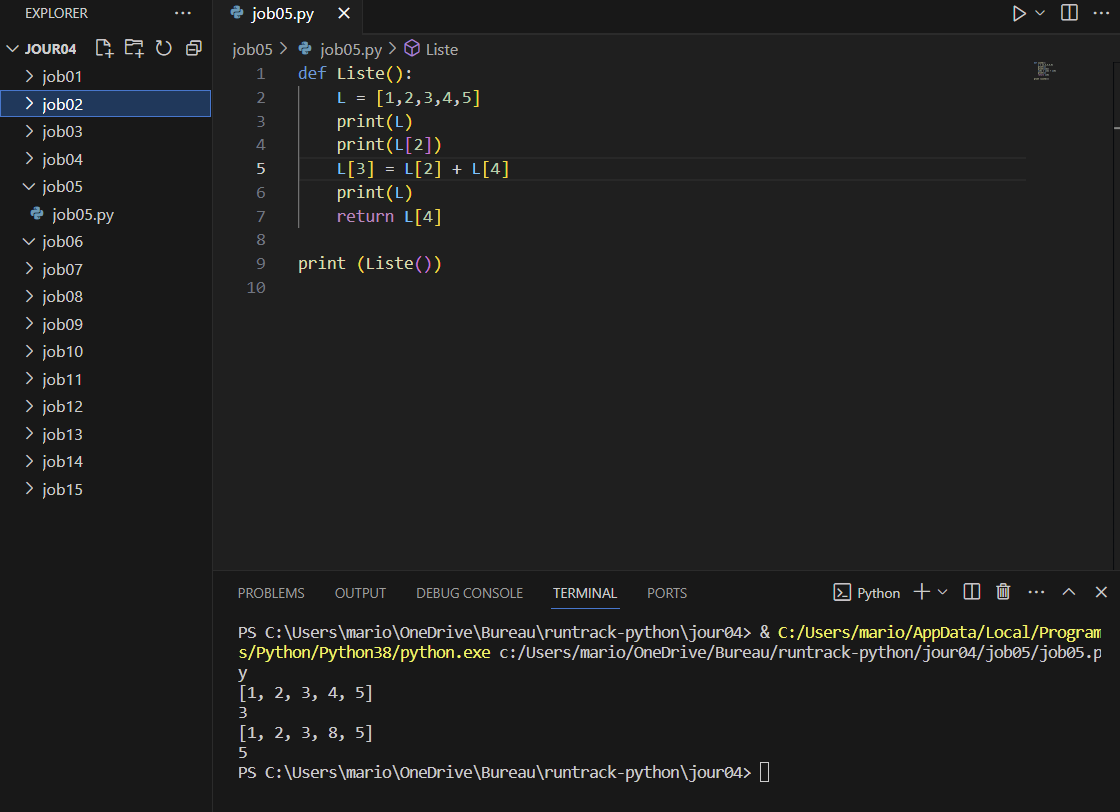 EXPLORER
JOUR04
job01
job02
job03
job04
job05
job05.py
job06
job07
job08
job09
job10
job11
job12
job13
job14
job15
job05.py
job05 > job05.py > Liste
1 def Liste():
2     L = [1,2,3,4,5]
3     print(L)
4     print(L[2])
5     L[3] = L[2] + L[4]
6     print(L)
7     return L[4]
8
9 print (Liste())
10
PROBLEMS OUTPUT DEBUG CONSOLE TERMINAL PORTS Python
PS C:\Users\mario\OneDrive\Bureau\runtrack-python\jour04> & C:/Users/mario/AppData/Local/Program
s/Python/Python38/python.exe c:/Users/mario/OneDrive/Bureau/runtrack-python/jour04/job05/job05.p
y
[1, 2, 3, 4, 5]
3
[1, 2, 3, 8, 5]
5
PS C:\Users\mario\OneDrive\Bureau\runtrack-python\jour04>